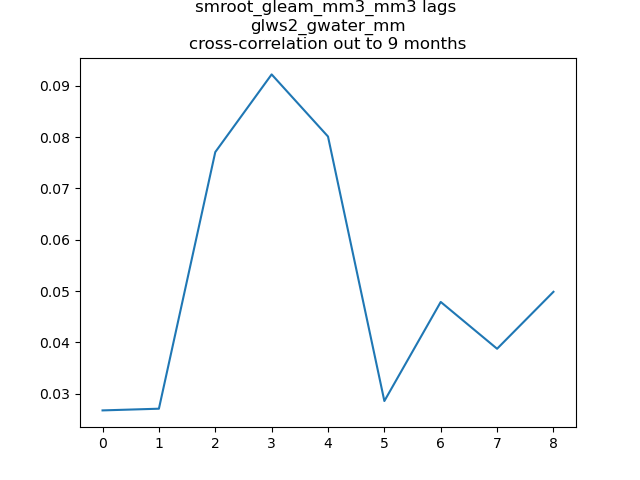 smroot_gleam_mm3_mm3 lags
glws2_gwater_mm
cross-correlation out to 9 months
0.09
0.08
0.07
0.06
0.05
0.04
0.03
0 1 2 3 4 5 6 7 8